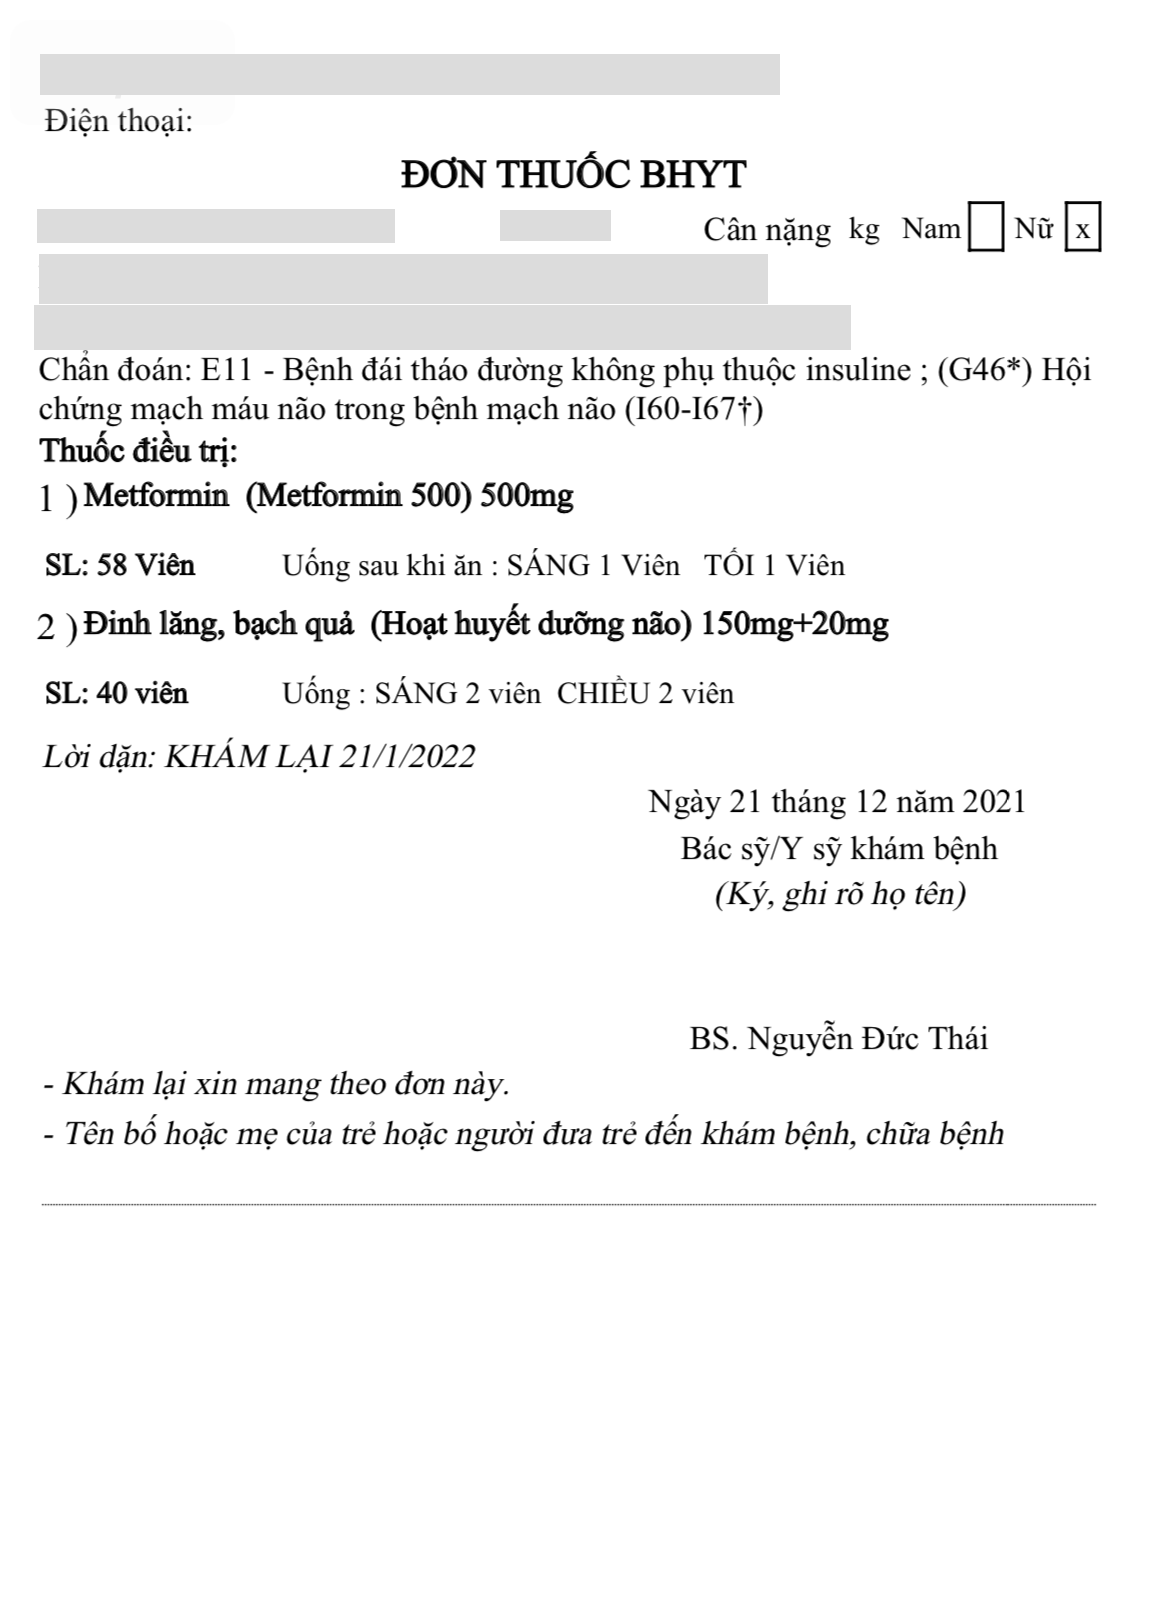 Điện thoại:
ĐƠN THUỐC BHYT
Cân nặng kg Nam Nữ x
Chẩn đoán: E11 - Bệnh đái tháo đường không phụ thuộc insuline ; (G46*) Hội
chứng mạch máu não trong bệnh mạch não (I60-I67†)
Thuốc điều trị:
1 ) Metformin (Metformin 500) 500mg
SL: 58 Viên Uống sau khi ăn : SÁNG 1 Viên TỐI 1 Viên
2 ) Đinh lăng, bạch quả (Hoạt huyết dưỡng não) 150mg+20mg
SL: 40 viên Uống : SÁNG 2 viên CHIỀU 2 viên
Lời dặn: KHÁM LẠI 21/1/2022
Ngày 21 tháng 12 năm 2021
Bác sỹ/Y sỹ khám bệnh
(Ký, ghi rõ họ tên)
BS. Nguyễn Đức Thái
- Khám lại xin mang theo đơn này.
- Tên bố hoặc mẹ của trẻ hoặc người đưa trẻ đến khám bệnh, chữa bệnh